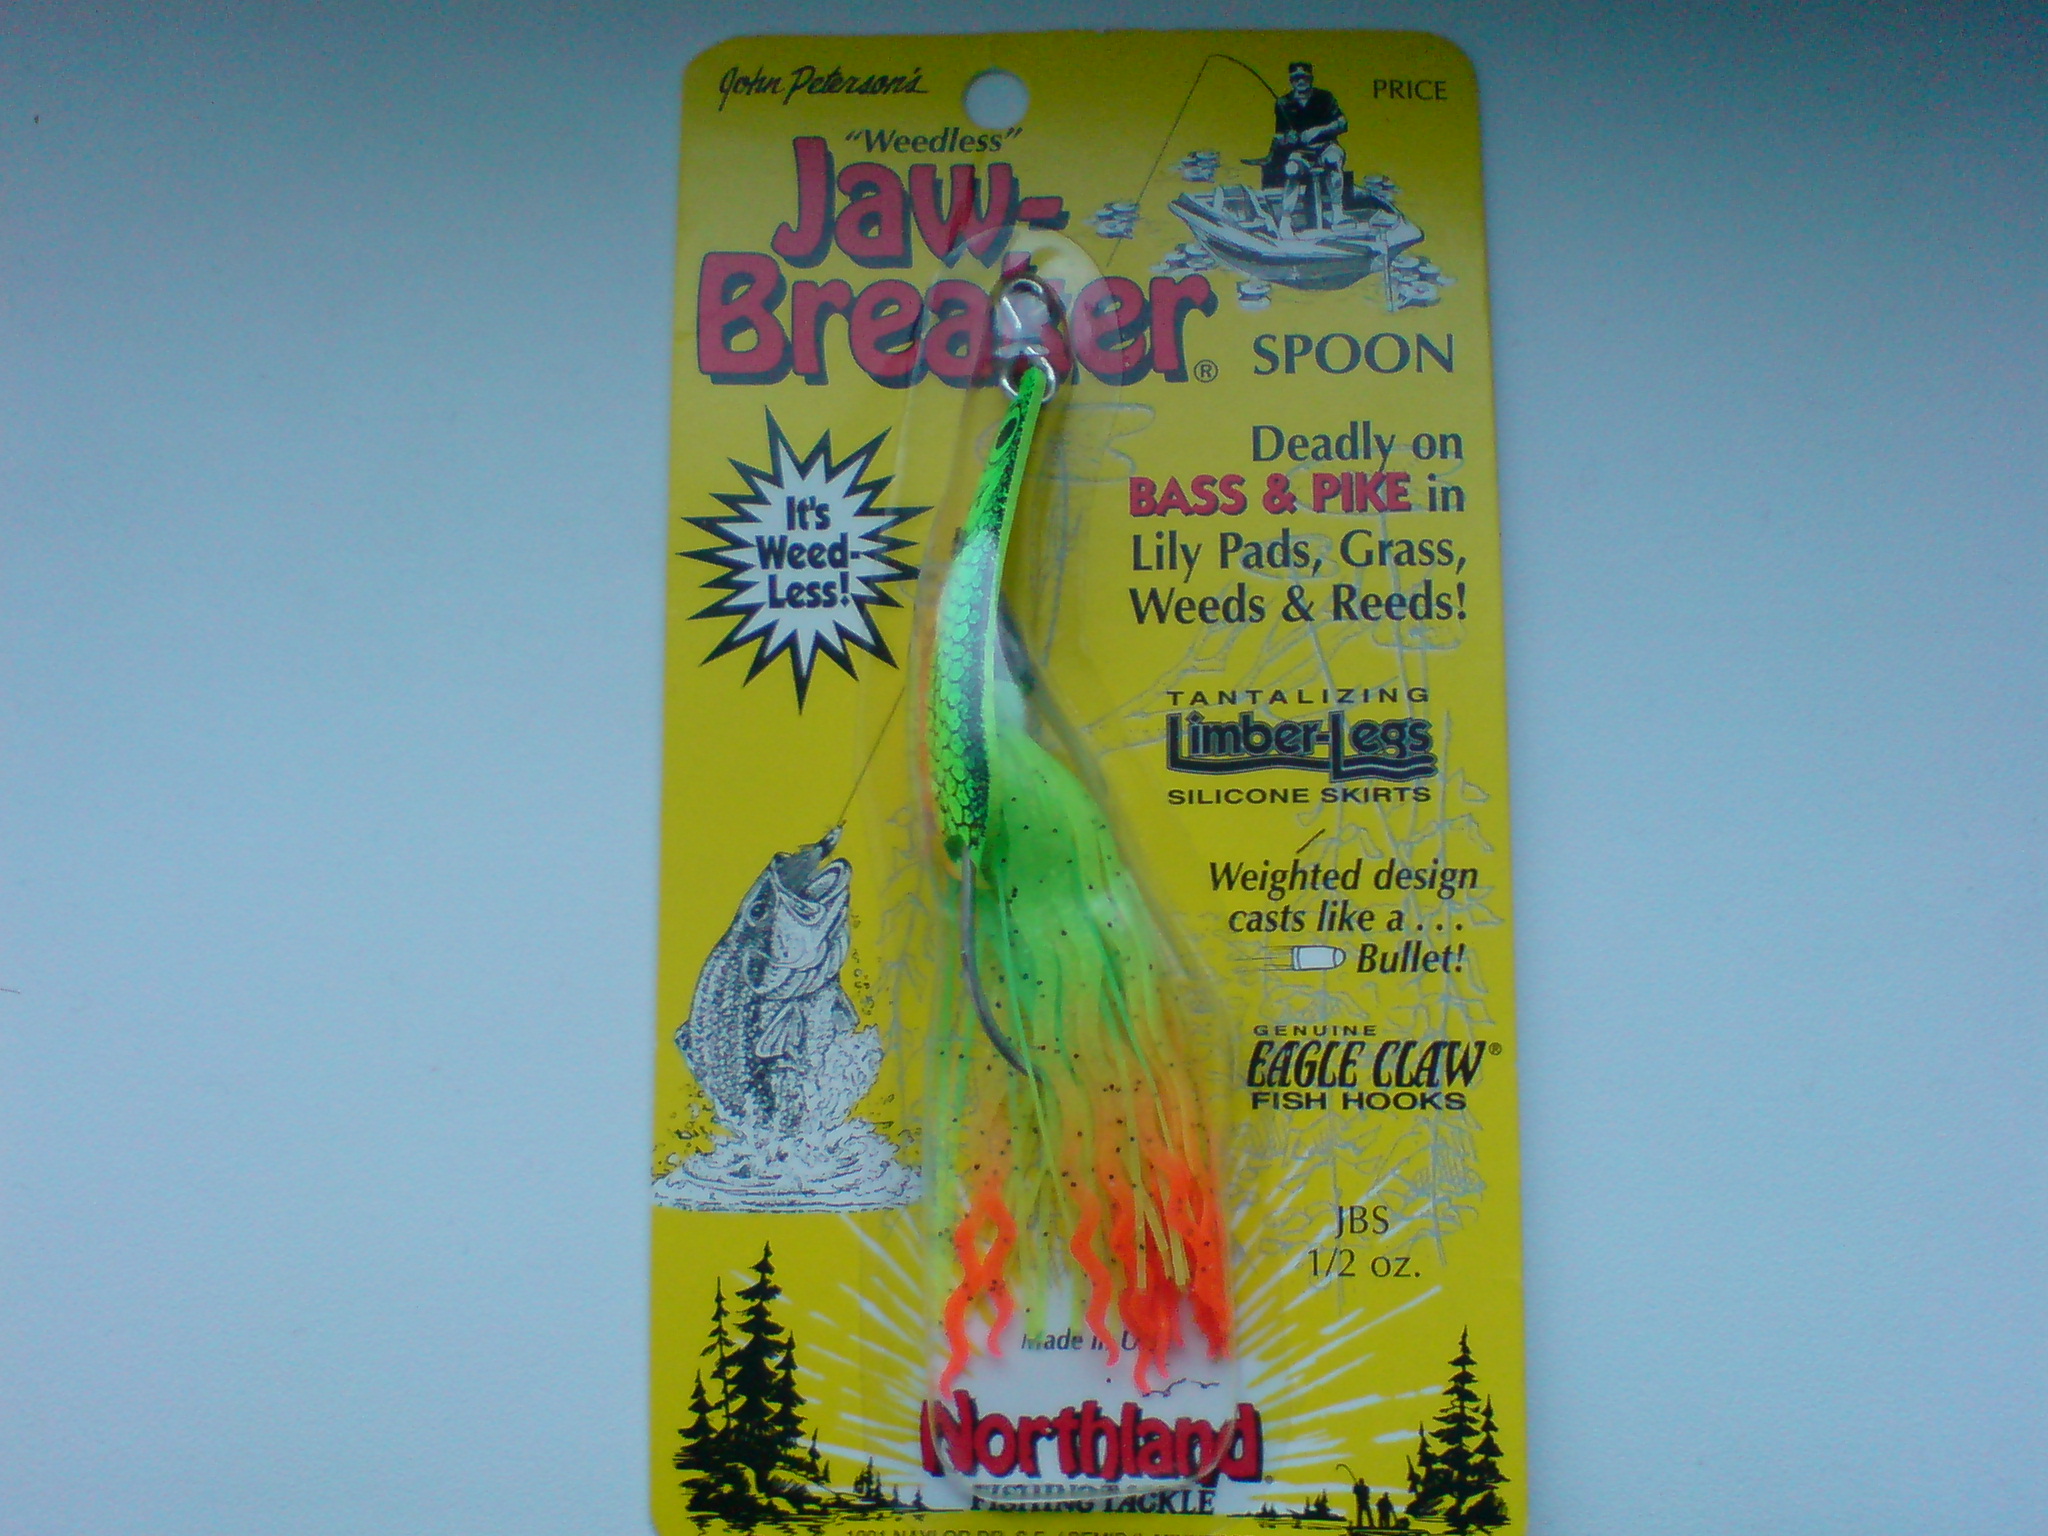 John Peterson's
PRICE
"Weedless"
Jaw-
Breaker®
SPOON
Deadly on
BASS & PIKE in
Lily Pads, Grass,
Weeds & Reeds!
It's
Weed-
Less!
TANTALIZING
Limber-Legs
SILICONE SKIRTS
Weighted design
casts like a . . .
Bullet!
GENUINE
EAGLE CLAW®
FISH HOOKS
JBS
1/2 oz.
Made in
Northland
FISHING TACKLE